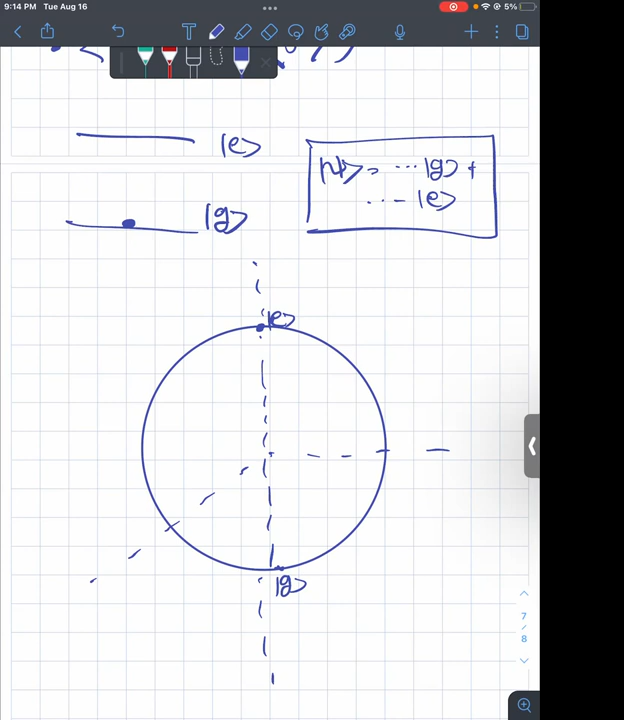 9:14 PM Tue Aug 16
5%
|e⟩
|ψ⟩ = ...|g⟩ +
...|e⟩
|g⟩
|e⟩
|g⟩
7
/
8